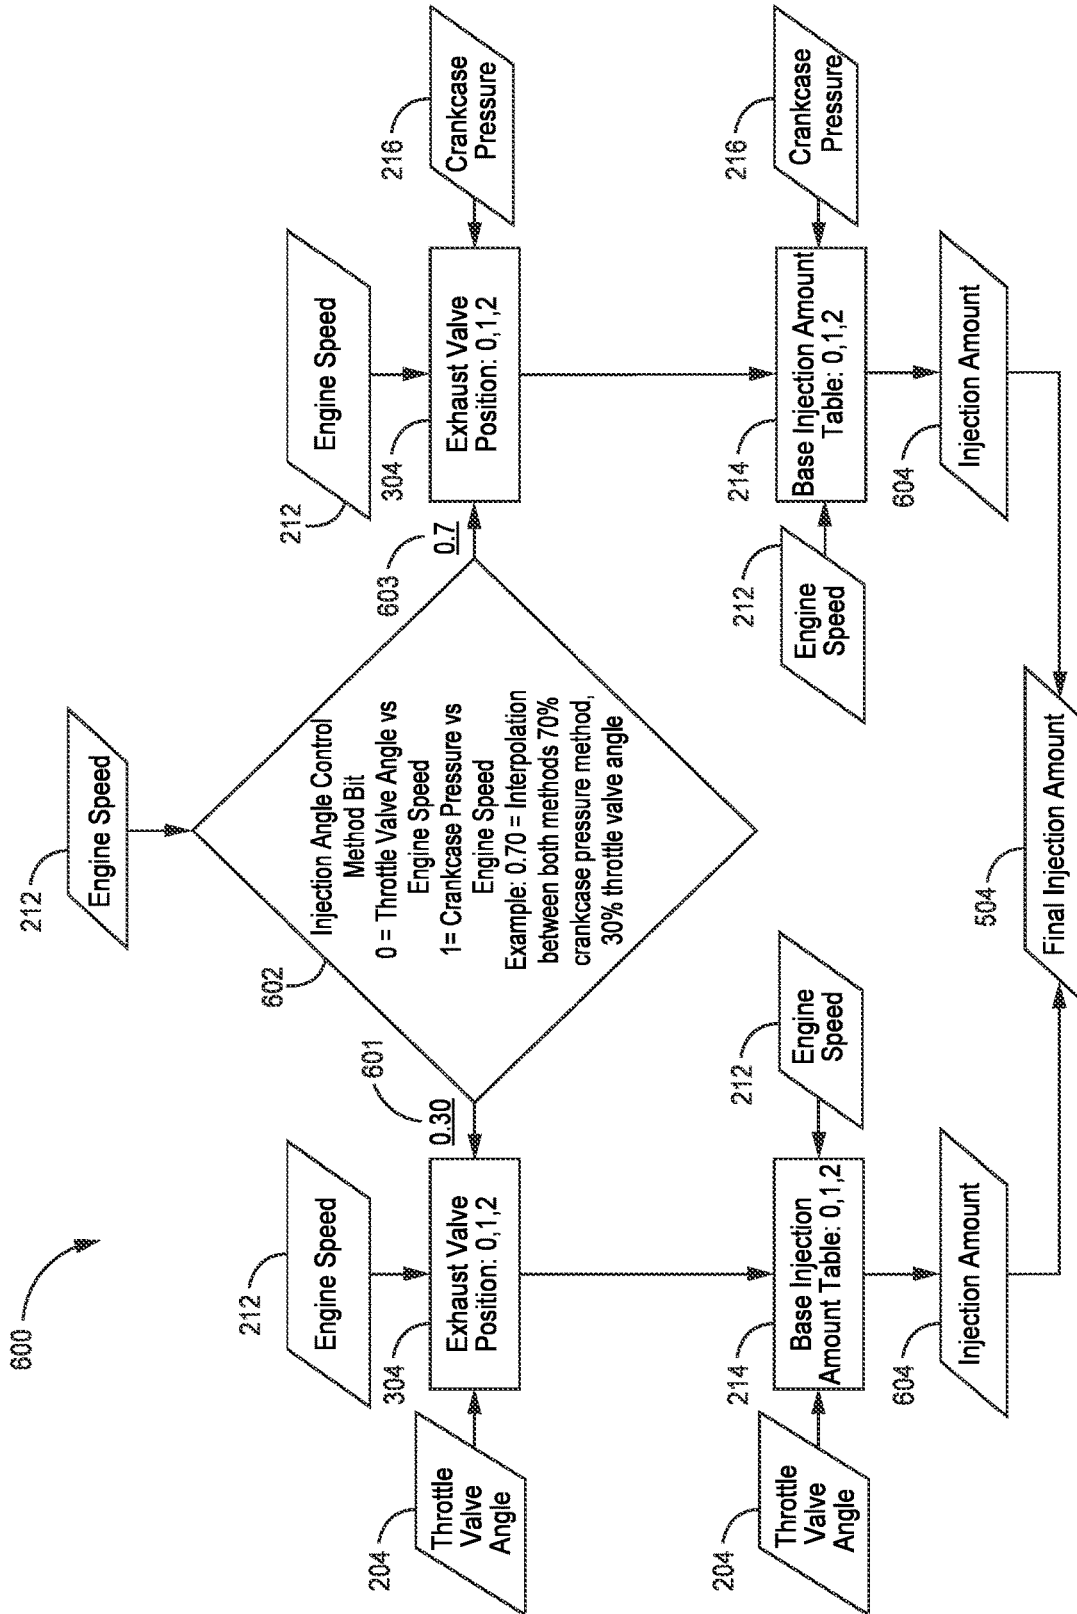 600
212
Engine Speed
602
Injection Angle Control
Method Bit
0 = Throttle Valve Angle vs
Engine Speed
1= Crankcase Pressure vs
Engine Speed
Example: 0.70 = Interpolation
between both methods 70%
crankcase pressure method,
30% throttle valve angle
601
0.30
603
0.7
212
Engine Speed
204
Throttle
Valve
Angle
304
Exhaust Valve
Position: 0,1,2
212
Engine Speed
304
Exhaust Valve
Position: 0,1,2
216
Crankcase
Pressure
204
Throttle
Valve
Angle
214
Base Injection
Amount Table: 0,1,2
212
Engine
Speed
212
Engine
Speed
214
Base Injection Amount
Table: 0,1,2
216
Crankcase
Pressure
604
Injection Amount
604
Injection Amount
504
Final Injection Amount